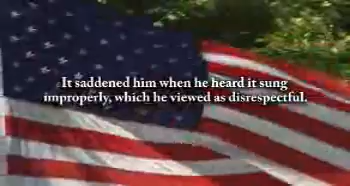 It saddened him when he heard it sung
improperly, which he viewed as disrespectful.